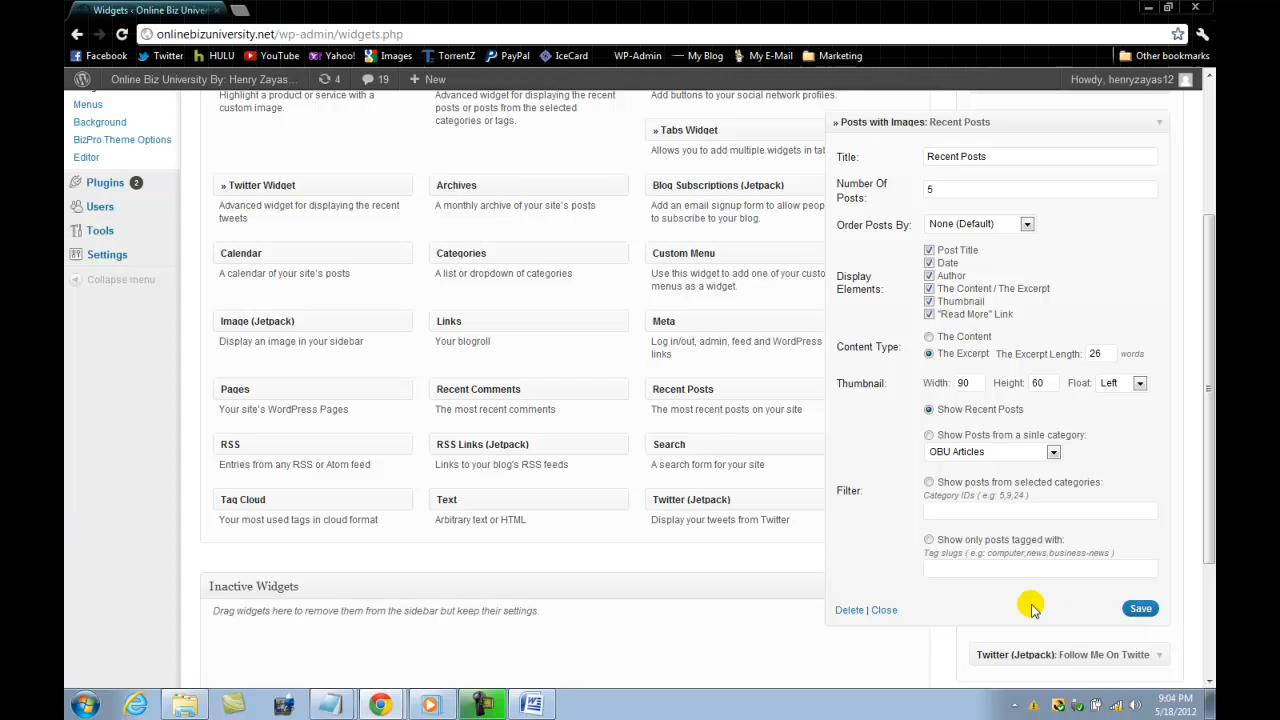 Widgets ‹ Online Biz Univer ×
onlinebizuniversity.net/wp-admin/widgets.php
Facebook Twitter HULU YouTube Yahoo! Images TorrentZ PayPal IceCard WP-Admin My Blog My E-Mail Marketing Other bookmarks
Online Biz University By: Henry Zayas... 4 19 + New Howdy, henryzayas12
Menus
Background
BizPro Theme Options
Editor
Plugins 2
Users
Tools
Settings
Collapse menu
Highlight a product or service with a
custom image.
Advanced widget for displaying the recent
posts or posts from the selected
categories or tags.
Add buttons to your social network profiles.
» Tabs Widget
Allows you to add multiple widgets in tab
» Twitter Widget
Advanced widget for displaying the recent
tweets
Archives
A monthly archive of your site's posts
Blog Subscriptions (Jetpack)
Add an email signup form to allow people
to subscribe to your blog.
Calendar
A calendar of your site's posts
Categories
A list or dropdown of categories
Custom Menu
Use this widget to add one of your custom
menus as a widget.
Image (Jetpack)
Display an image in your sidebar
Links
Your blogroll
Meta
Log in/out, admin, feed and WordPress
links
Pages
Your site's WordPress Pages
Recent Comments
The most recent comments
Recent Posts
The most recent posts on your site
RSS
Entries from any RSS or Atom feed
RSS Links (Jetpack)
Links to your blog's RSS feeds
Search
A search form for your site
Tag Cloud
Your most used tags in cloud format
Text
Arbitrary text or HTML
Twitter (Jetpack)
Display your tweets from Twitter
Inactive Widgets
Drag widgets here to remove them from the sidebar but keep their settings.
» Posts with Images: Recent Posts
Title: Recent Posts
Number Of
Posts: 5
Order Posts By: None (Default)
Display
Elements:
Post Title
Date
Author
The Content / The Excerpt
Thumbnail
"Read More" Link
Content Type:
The Content
The Excerpt The Excerpt Length: 26 words
Thumbnail: Width: 90 Height: 60 Float: Left
Filter:
Show Recent Posts
Show Posts from a sinle category:
OBU Articles
Show posts from selected categories:
Category IDs ( e.g: 5,9,24 )
Show only posts tagged with:
Tag slugs ( e.g: computer,news,business-news )
Delete | Close Save
Twitter (Jetpack): Follow Me On Twitte
9:04 PM
5/18/2012